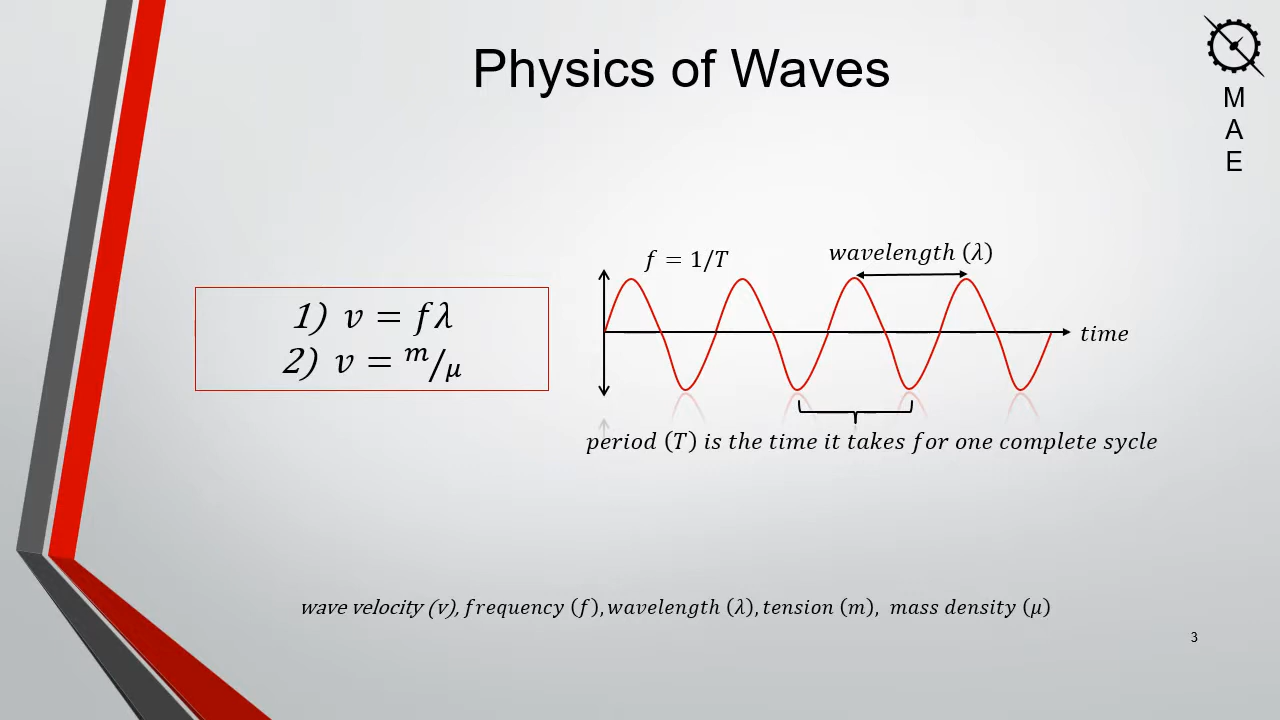 Physics of Waves
M
A
E
f = 1/T
wavelength (λ)
1) v = fλ
2) v = m/μ
time
period (T) is the time it takes for one complete sycle
wave velocity (v), frequency (f), wavelength (λ), tension (m), mass density (μ)
3